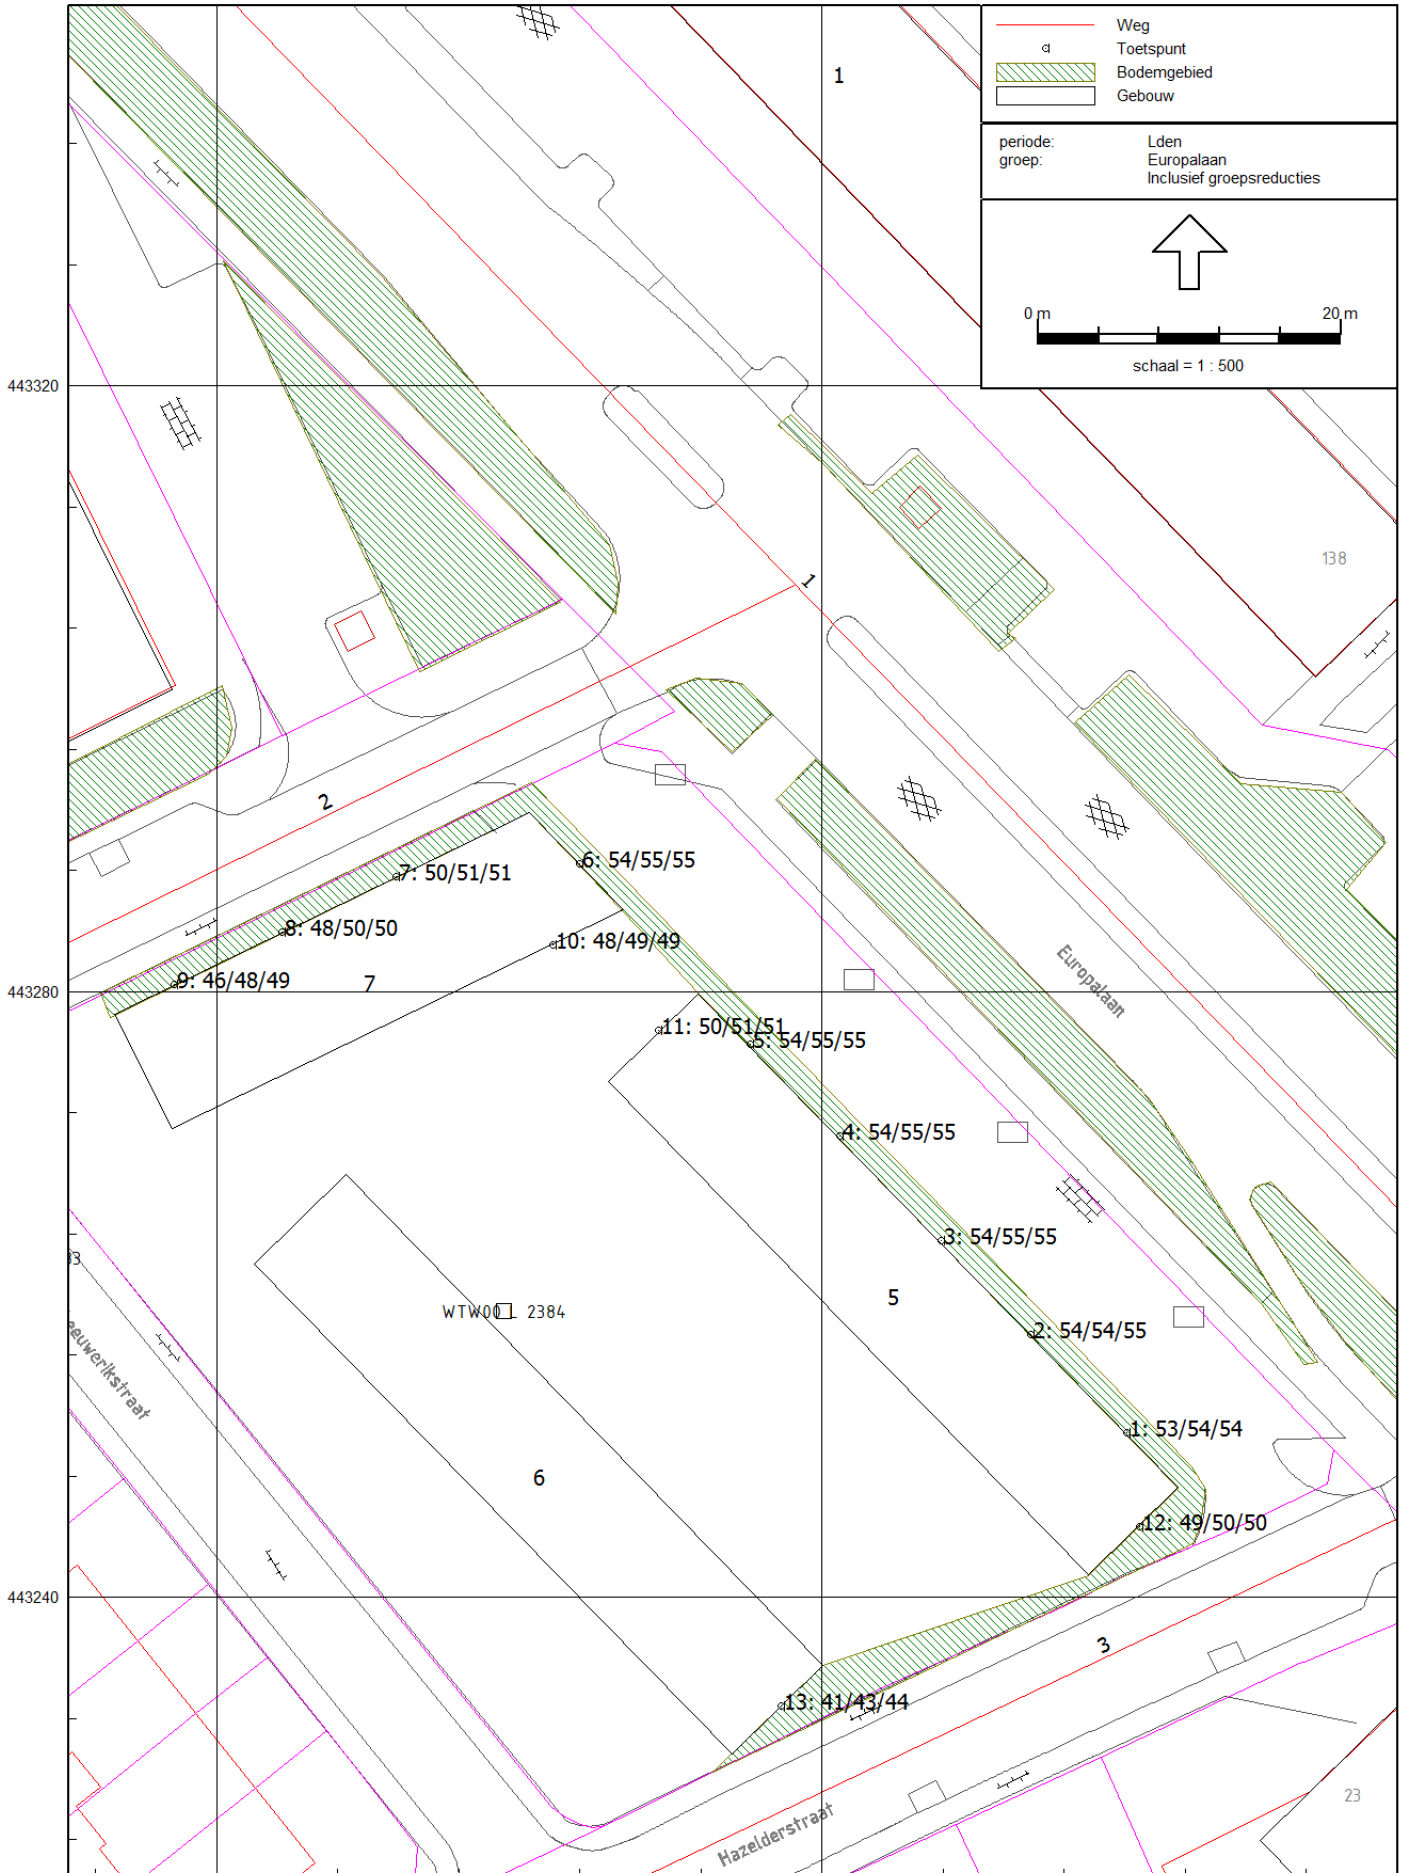 Weg
Toetspunt
Bodemgebied
Gebouw
periode: Lden
groep: Europalaan
Inclusief groepsreducties
0 m 20 m
schaal = 1 : 500
1
443320
138
1
2
6: 54/55/55
7: 50/51/51
8: 48/50/50
10: 48/49/49
9: 46/48/49
7
443280
Europalaan
11: 50/51/51
5: 54/55/55
4: 54/55/55
3: 54/55/55
5
WTW00 L 2384
2: 54/54/55
1: 53/54/54
6
12: 49/50/50
443240
3
13: 41/43/44
Hazelderstraat
23